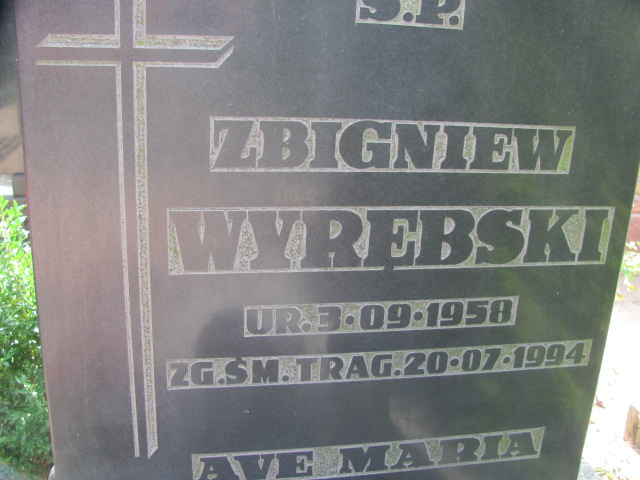 Ś.P.
ZBIGNIEW
WYRĘBSKI
UR.3·09·1958
ZG.ŚM.TRAG.20·07·1994
AVE MARIA